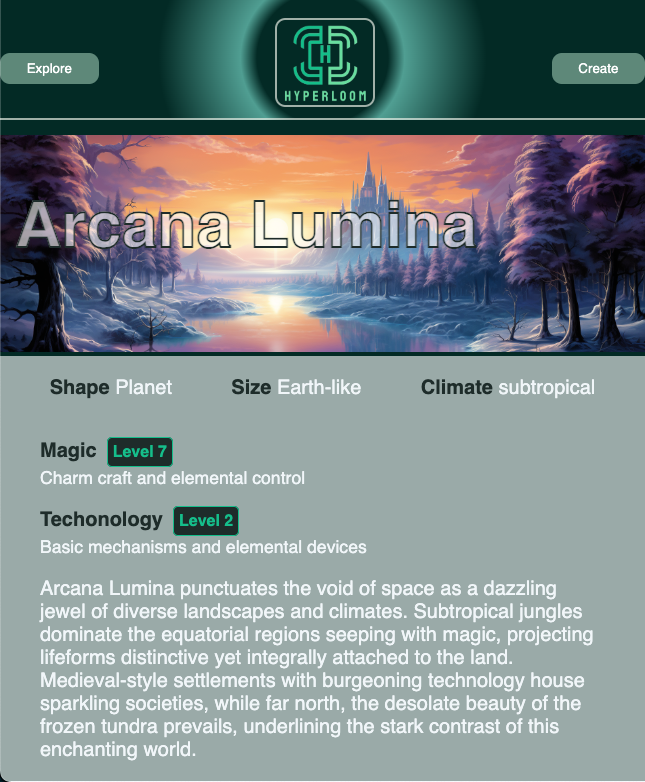 Explore
HYPERLOOM
Create
Arcana Lumina
Shape Planet Size Earth-like Climate subtropical
Magic Level 7
Charm craft and elemental control
Techonology Level 2
Basic mechanisms and elemental devices
Arcana Lumina punctuates the void of space as a dazzling
jewel of diverse landscapes and climates. Subtropical jungles
dominate the equatorial regions seeping with magic, projecting
lifeforms distinctive yet integrally attached to the land.
Medieval-style settlements with burgeoning technology house
sparkling societies, while far north, the desolate beauty of the
frozen tundra prevails, underlining the stark contrast of this
enchanting world.